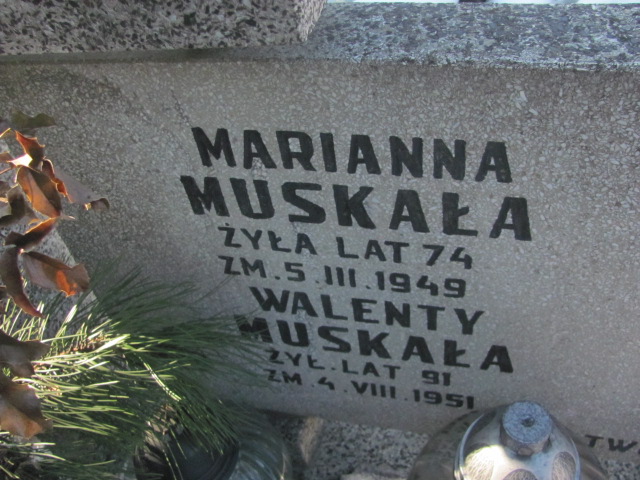 MARIANNA
MUSKAŁA
ŻYŁA LAT 74
ZM. 5. III. 1949
WALENTY
MUSKAŁA
ŻYŁ. LAT 91
ZM. 4. VIII. 1951